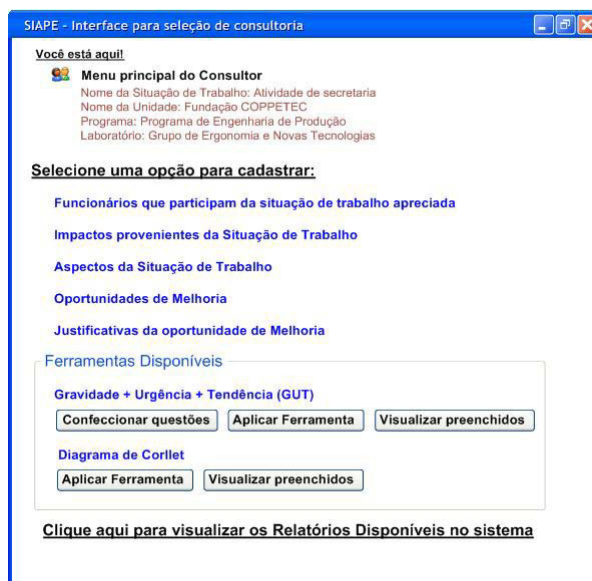 SIAPE - Interface para seleção de consultoria
Você está aqui!
Menu principal do Consultor
Nome da Situação de Trabalho: Atividade de secretaria
Nome da Unidade: Fundação COPPETEC
Programa: Programa de Engenharia de Produção
Laboratório: Grupo de Ergonomia e Novas Tecnologias
Selecione uma opção para cadastrar:
Funcionários que participam da situação de trabalho apreciada
Impactos provenientes da Situação de Trabalho
Aspectos da Situação de Trabalho
Oportunidades de Melhoria
Justificativas da oportunidade de Melhoria
Ferramentas Disponíveis
Gravidade + Urgência + Tendência (GUT)
Confeccionar questões Aplicar Ferramenta Visualizar preenchidos
Diagrama de Corllet
Aplicar Ferramenta Visualizar preenchidos
Clique aqui para visualizar os Relatórios Disponíveis no sistema